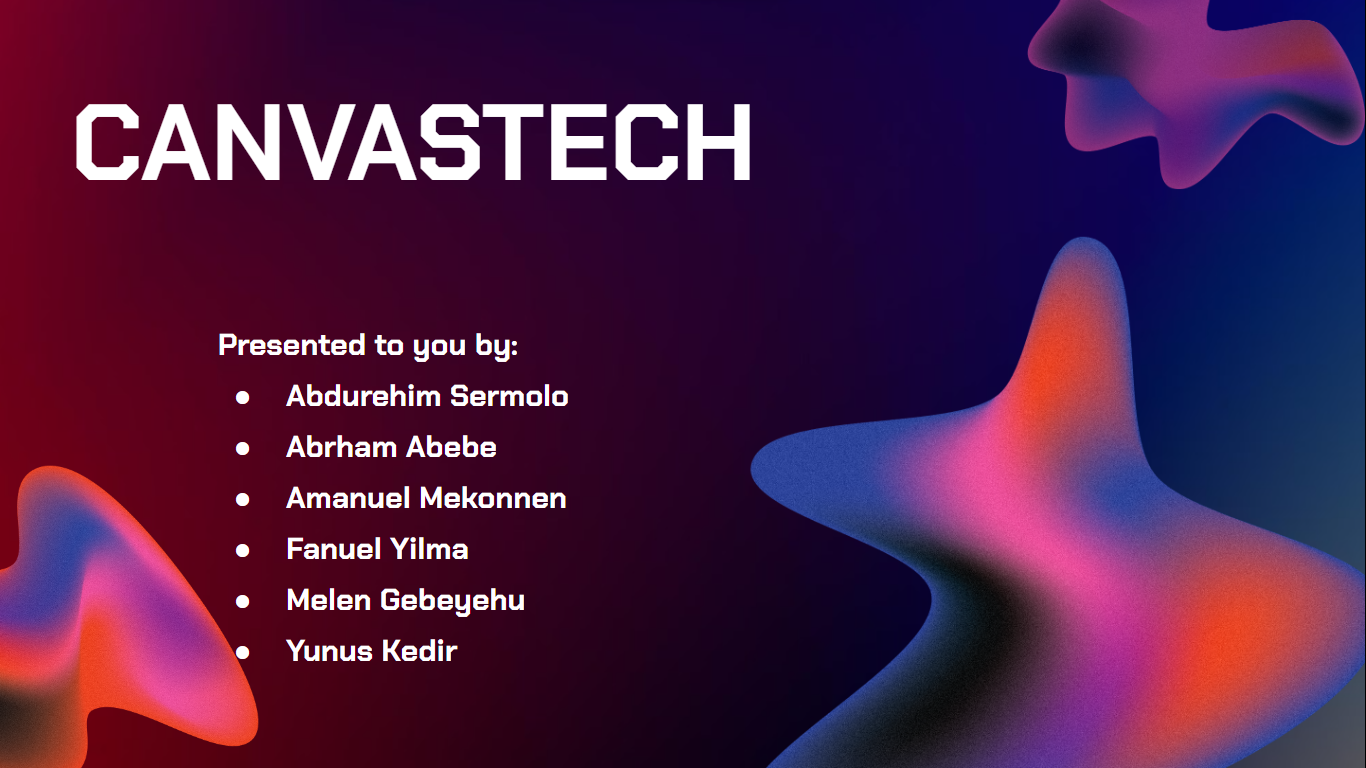 CANVASTECH
Presented to you by:
● Abdurehim Sermolo
● Abrham Abebe
● Amanuel Mekonnen
● Fanuel Yilma
● Melen Gebeyehu
● Yunus Kedir